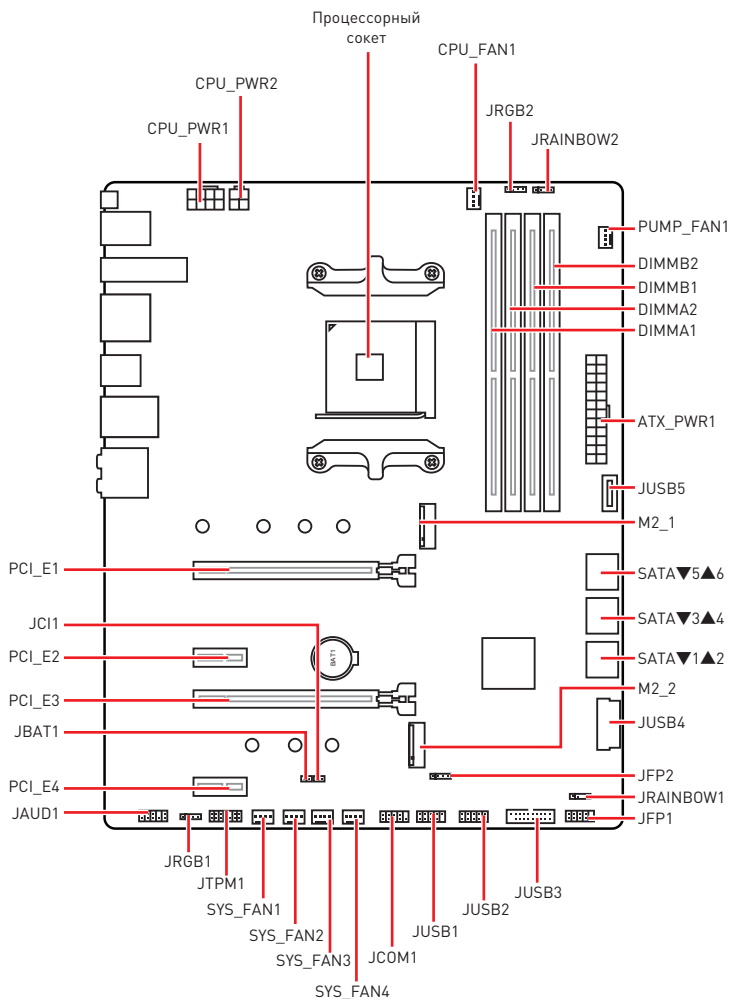 Процессорный
сокет
CPU_FAN1
CPU_PWR2
JRGB2
CPU_PWR1
JRAINBOW2
PUMP_FAN1
DIMMB2
DIMMB1
DIMMA2
DIMMA1
ATX_PWR1
JUSB5
M2_1
PCI_E1
SATA▼5▲6
JCI1
SATA▼3▲4
PCI_E2
BAT1
SATA▼1▲2
PCI_E3
M2_2
JBAT1
JUSB4
PCI_E4
JFP2
JRAINBOW1
JAUD1
JFP1
JRGB1
JTPM1
SYS_FAN1
SYS_FAN2
SYS_FAN3
SYS_FAN4
JCOM1
JUSB1
JUSB2
JUSB3